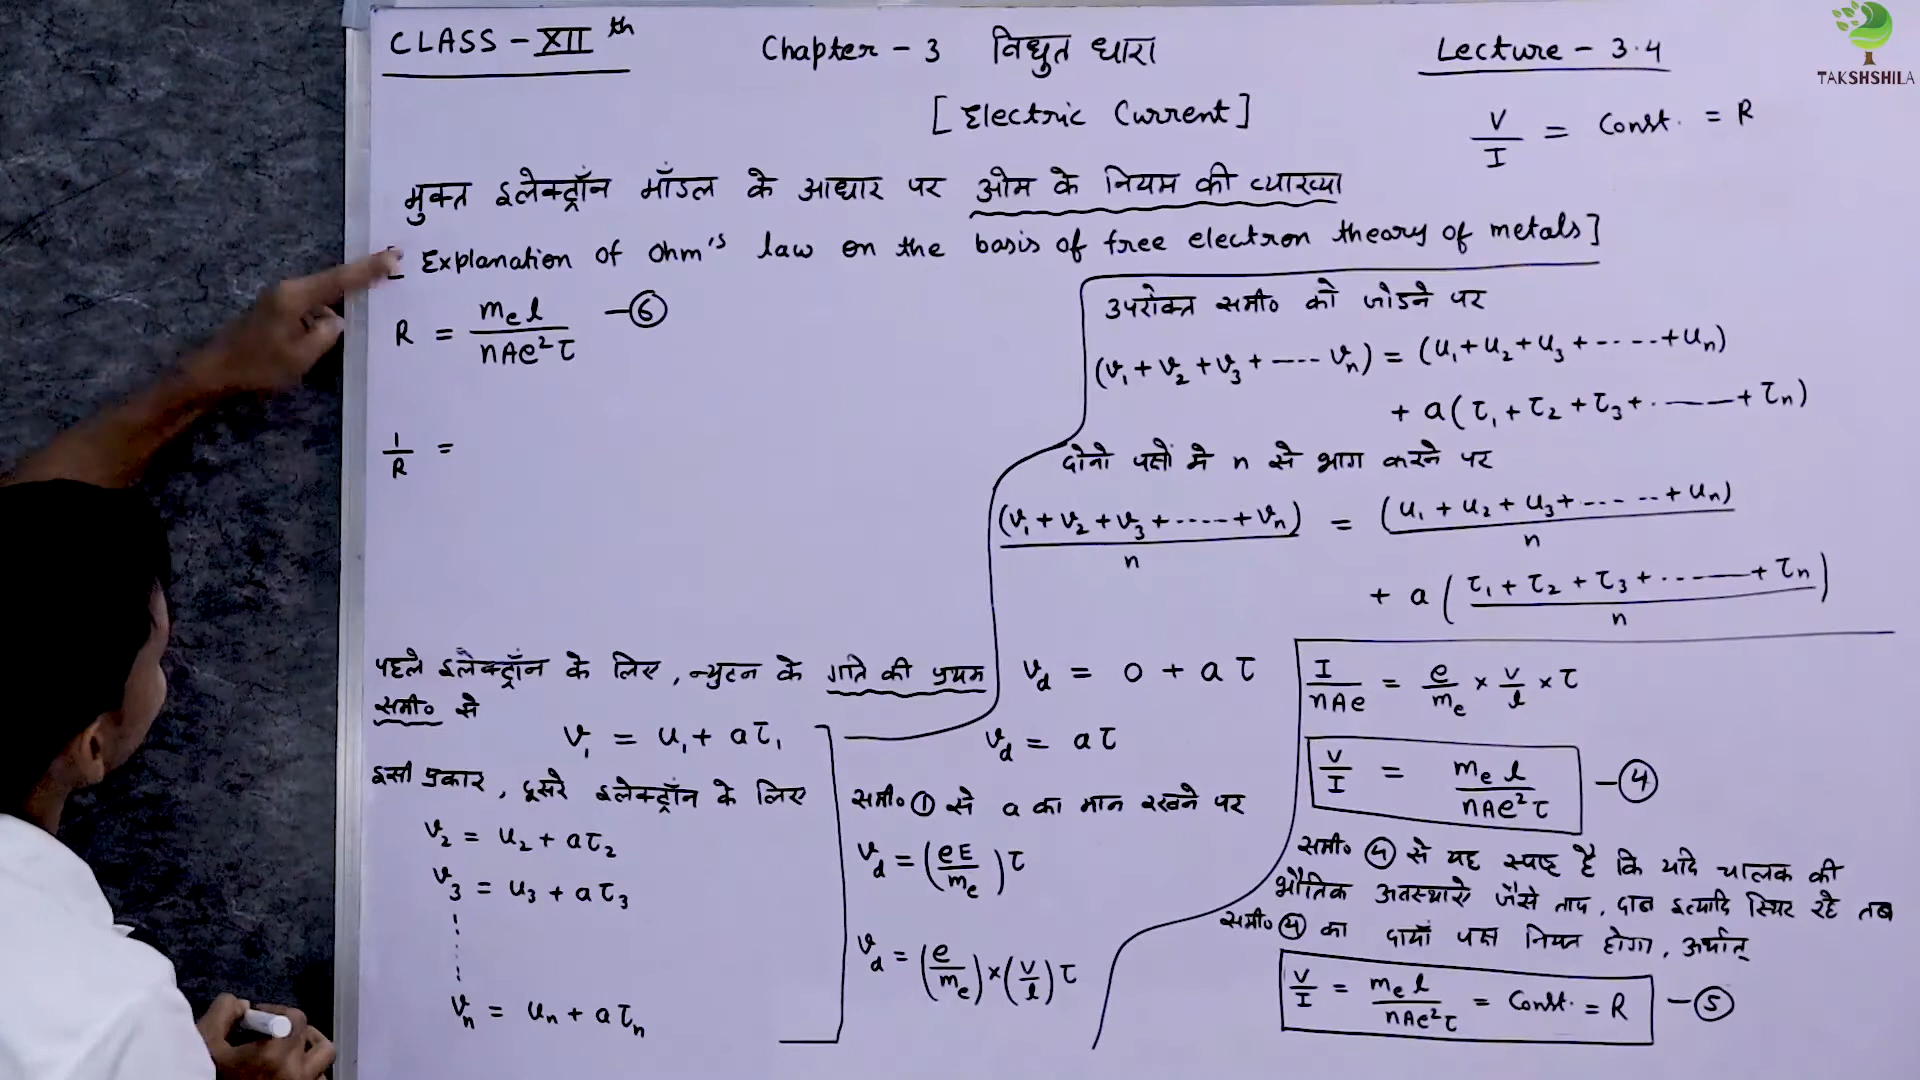 CLASS - XII th
Chapter - 3 विधुत धारा
Lecture - 3.4
TAKSHSHILA
[ Electric Current ]
V/I = Const. = R
मुक्त इलेक्ट्रॉन मॉडल के आधार पर ओम के नियम की व्याख्या
[ Explanation of Ohm's law on the basis of free electron theory of metals ]
R = mₑl / nAe²τ —⑥
1/R =
पहले इलेक्ट्रॉन के लिए, न्युटन के गति की प्रथम
समी० से
v₁ = u₁ + aτ₁
इसी प्रकार, दूसरे इलेक्ट्रॉन के लिए
v₂ = u₂ + aτ₂
v₃ = u₃ + aτ₃
vₙ = uₙ + aτₙ
उपरोक्त समी० को जोडने पर
(v₁ + v₂ + v₃ + ---- vₙ) = (u₁ + u₂ + u₃ + ----- + uₙ)
+ a(τ₁ + τ₂ + τ₃ + ------ + τₙ)
दोनो पक्षों मे n से भाग करने पर
(v₁ + v₂ + v₃ + ----- + vₙ) / n = (u₁ + u₂ + u₃ + ------ + uₙ) / n
+ a ( τ₁ + τ₂ + τ₃ + ------ + τₙ / n )
v_d = 0 + aτ
v_d = aτ
समी० ① से a का मान रखने पर
v_d = (eE/mₑ)τ
v_d = (e/mₑ) × (V/l)τ
I/nAe = e/mₑ × V/l × τ
V/I = mₑl / nAe²τ —④
समी० ④ से यह स्पष्ट है कि यदि चालक की
भौतिक अवस्थाऐ जैसे ताप, दाब इत्यादि स्थिर रहे तब
समी० ④ का दायाँ पक्ष नियत होगा, अर्थात्
V/I = mₑl / nAe²τ = Const. = R —⑤